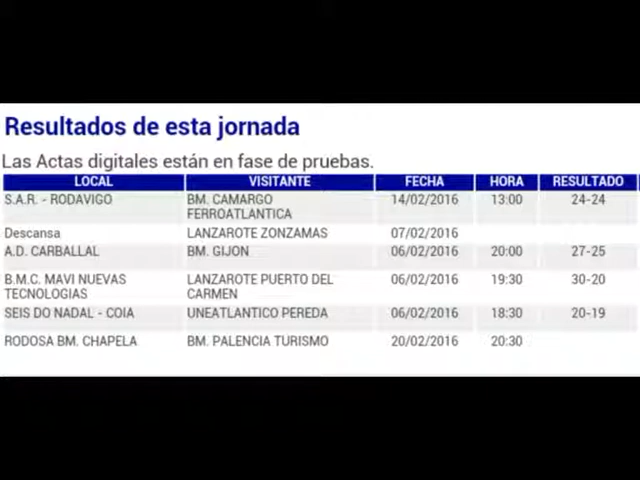 Resultados de esta jornada
Las Actas digitales están en fase de pruebas.
LOCAL VISITANTE FECHA HORA RESULTADO
S.A.R. - RODAVIGO BM. CAMARGO FERROATLANTICA 14/02/2016 13:00 24-24
Descansa LANZAROTE ZONZAMAS 07/02/2016
A.D. CARBALLAL BM. GIJON 06/02/2016 20:00 27-25
B.M.C. MAVI NUEVAS TECNOLOGIAS LANZAROTE PUERTO DEL CARMEN 06/02/2016 19:30 30-20
SEIS DO NADAL - COIA UNEATLANTICO PEREDA 06/02/2016 18:30 20-19
RODOSA BM. CHAPELA BM. PALENCIA TURISMO 20/02/2016 20:30